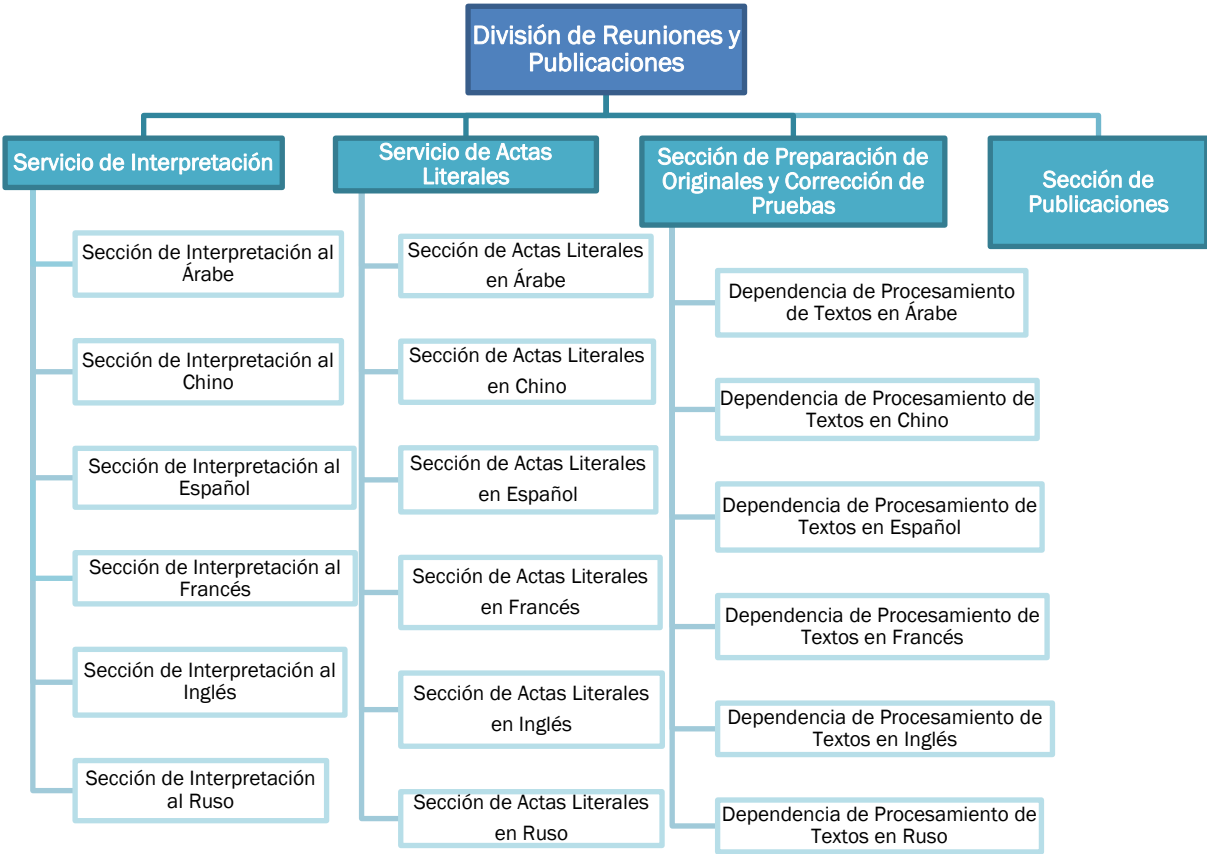 División de Reuniones y
Publicaciones
Servicio de Interpretación
Servicio de Actas
Literales
Sección de Preparación de
Originales y Corrección de
Pruebas
Sección de
Publicaciones
Sección de Interpretación al
Árabe
Sección de Interpretación al
Chino
Sección de Interpretación al
Español
Sección de Interpretación al
Francés
Sección de Interpretación al
Inglés
Sección de Interpretación
al Ruso
Sección de Actas Literales
en Árabe
Sección de Actas Literales
en Chino
Sección de Actas Literales
en Español
Sección de Actas Literales
en Francés
Sección de Actas Literales
en Inglés
Sección de Actas Literales
en Ruso
Dependencia de Procesamiento
de Textos en Árabe
Dependencia de Procesamiento de
Textos en Chino
Dependencia de Procesamiento de
Textos en Español
Dependencia de Procesamiento de
Textos en Francés
Dependencia de Procesamiento de
Textos en Inglés
Dependencia de Procesamiento de
Textos en Ruso